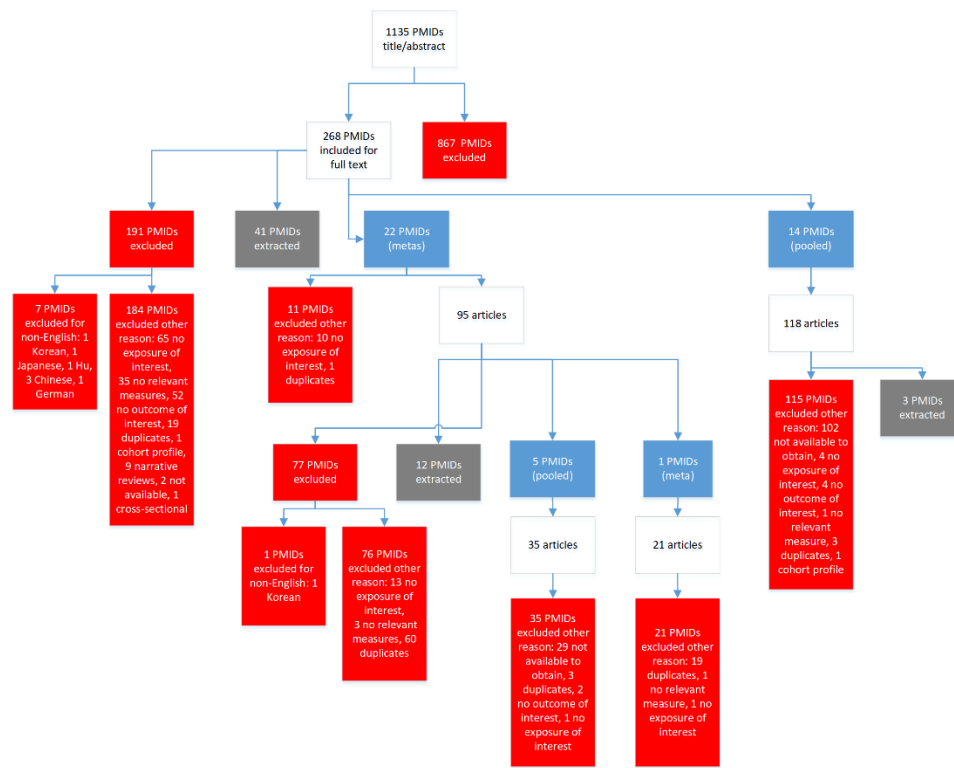 1135 PMIDs
title/abstract
268 PMIDs
included for
full text
867 PMIDs
excluded
191 PMIDs
excluded
41 PMIDs
extracted
22 PMIDs
(metas)
14 PMIDs
(pooled)
7 PMIDs
excluded for
non-English: 1
Korean, 1
Japanese, 1 Hu,
3 Chinese, 1
German
184 PMIDs
excluded other
reason: 65 no
exposure of
interest,
35 no relevant
measures, 52
no outcome of
interest, 19
duplicates, 1
cohort profile,
9 narrative
reviews, 2 not
available, 1
cross-sectional
11 PMIDs
excluded other
reason: 10 no
exposure of
interest, 1
duplicates
95 articles
118 articles
77 PMIDs
excluded
12 PMIDs
extracted
5 PMIDs
(pooled)
1 PMIDs
(meta)
115 PMIDs
excluded other
reason: 102
not available to
obtain, 4 no
exposure of
interest, 4 no
outcome of
interest, 1 no
relevant
measure, 3
duplicates, 1
cohort profile
3 PMIDs
extracted
1 PMIDs
excluded for
non-English: 1
Korean
76 PMIDs
excluded other
reason: 13 no
exposure of
interest,
3 no relevant
measures, 60
duplicates
35 articles
21 articles
35 PMIDs
excluded other
reason: 29 not
available to
obtain, 3
duplicates, 2
no outcome of
interest, 1 no
exposure of
interest
21 PMIDs
excluded other
reason: 19
duplicates, 1
no relevant
measure, 1 no
exposure of
interest